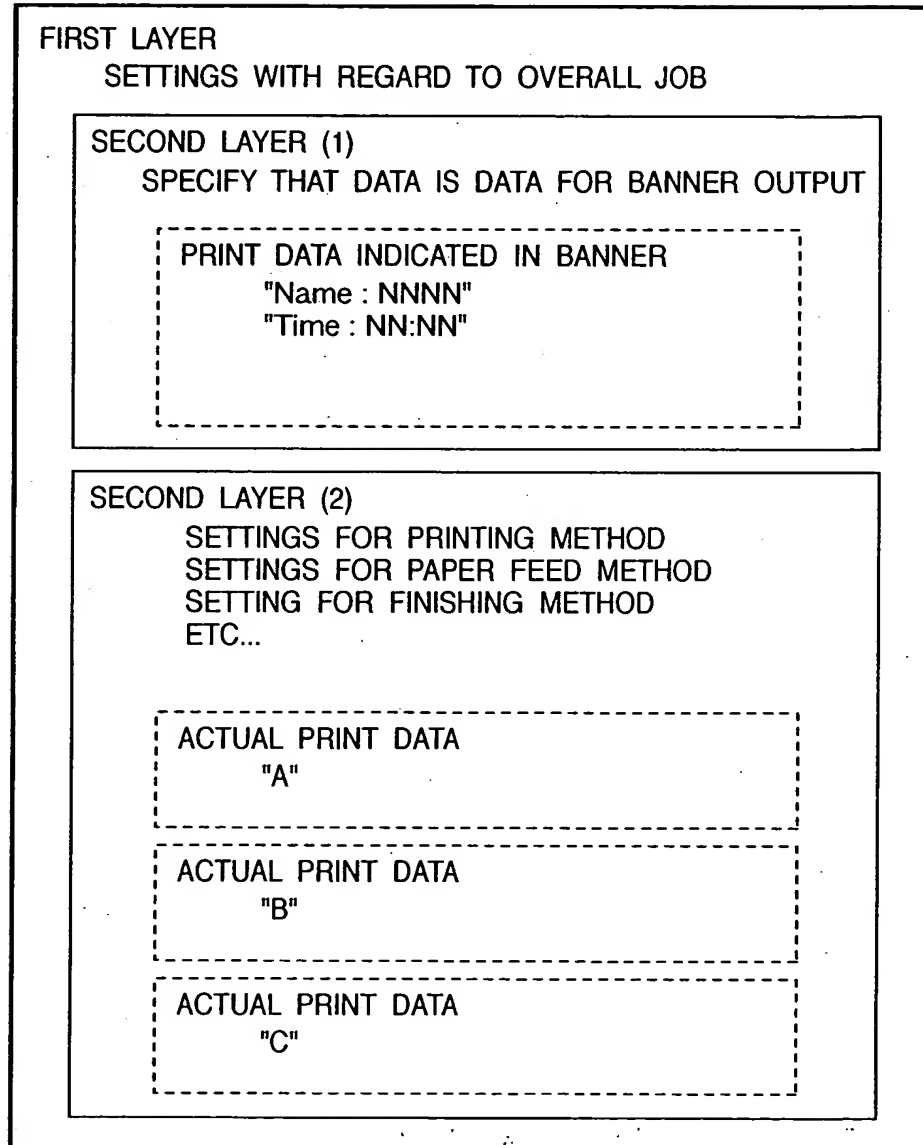 FIRST LAYER
SETTINGS WITH REGARD TO OVERALL JOB
SECOND LAYER (1)
SPECIFY THAT DATA IS DATA FOR BANNER OUTPUT
PRINT DATA INDICATED IN BANNER
"Name : NNNN"
"Time : NN:NN"
SECOND LAYER (2)
SETTINGS FOR PRINTING METHOD
SETTINGS FOR PAPER FEED METHOD
SETTING FOR FINISHING METHOD
ETC...
ACTUAL PRINT DATA
"A"
ACTUAL PRINT DATA
"B"
ACTUAL PRINT DATA
"C"